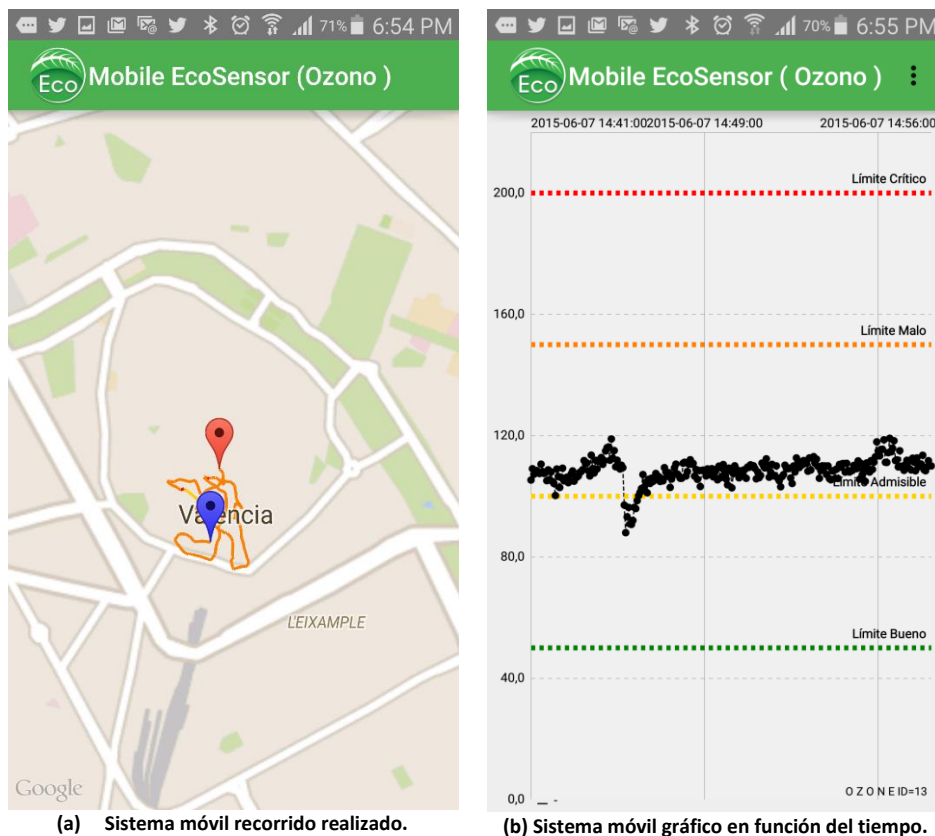 71% 6:54 PM
Eco Mobile EcoSensor (Ozono )
València
L'EIXAMPLE
Google
(a) Sistema móvil recorrido realizado.
70% 6:55 PM
Eco Mobile EcoSensor ( Ozono )
2015-06-07 14:41:00 2015-06-07 14:49:00 2015-06-07 14:56:00
Límite Crítico
200,0
160,0
Límite Malo
120,0
Límite Admisible
80,0
Límite Bueno
40,0
0,0
O Z O N E ID=13
(b) Sistema móvil gráfico en función del tiempo.